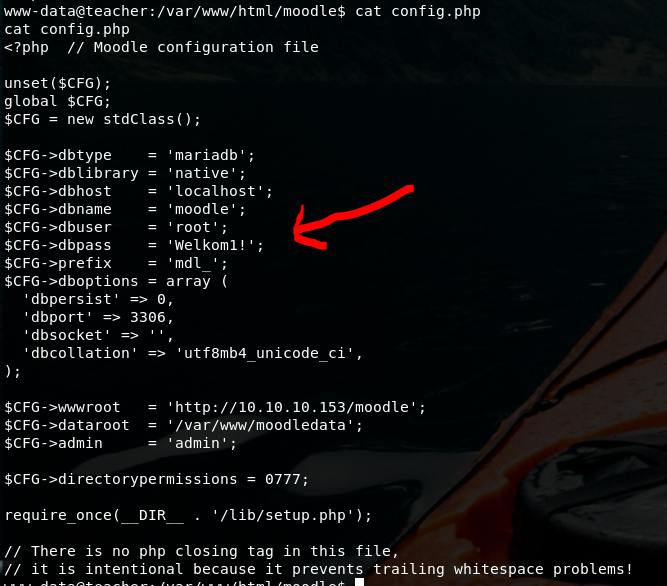 www-data@teacher:/var/www/html/moodle$ cat config.php
cat config.php
<?php  // Moodle configuration file
unset($CFG);
global $CFG;
$CFG = new stdClass();
$CFG->dbtype    = 'mariadb';
$CFG->dblibrary = 'native';
$CFG->dbhost    = 'localhost';
$CFG->dbname    = 'moodle';
$CFG->dbuser    = 'root';
$CFG->dbpass    = 'Welkom1!';
$CFG->prefix    = 'mdl_';
$CFG->dboptions = array (
  'dbpersist' => 0,
  'dbport' => 3306,
  'dbsocket' => '',
  'dbcollation' => 'utf8mb4_unicode_ci',
);
$CFG->wwwroot   = 'http://10.10.10.153/moodle';
$CFG->dataroot  = '/var/www/moodledata';
$CFG->admin     = 'admin';
$CFG->directorypermissions = 0777;
require_once(__DIR__ . '/lib/setup.php');
// There is no php closing tag in this file,
// it is intentional because it prevents trailing whitespace problems!
www-data@teacher:/var/www/html/moodle$